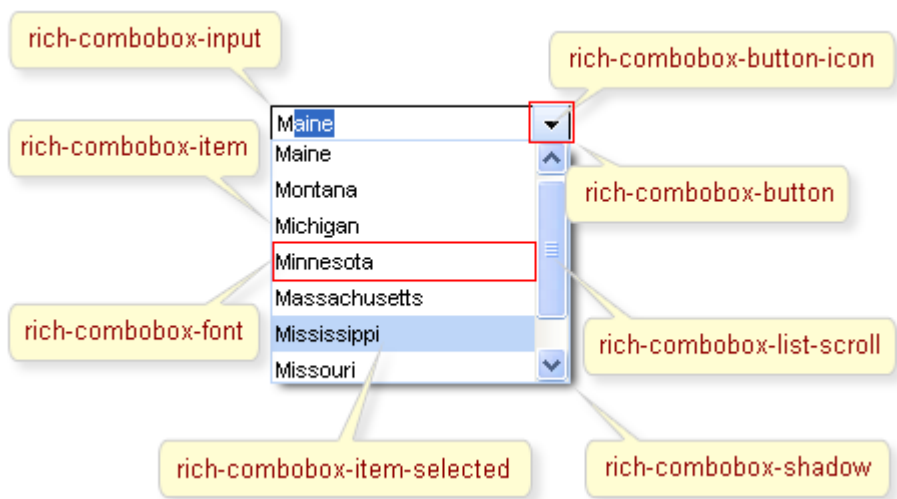 rich-combobox-input
rich-combobox-button-icon
Maine
rich-combobox-item
Maine
Montana
rich-combobox-button
Michigan
Minnesota
Massachusetts
rich-combobox-font
Mississippi
rich-combobox-list-scroll
Missouri
rich-combobox-item-selected
rich-combobox-shadow